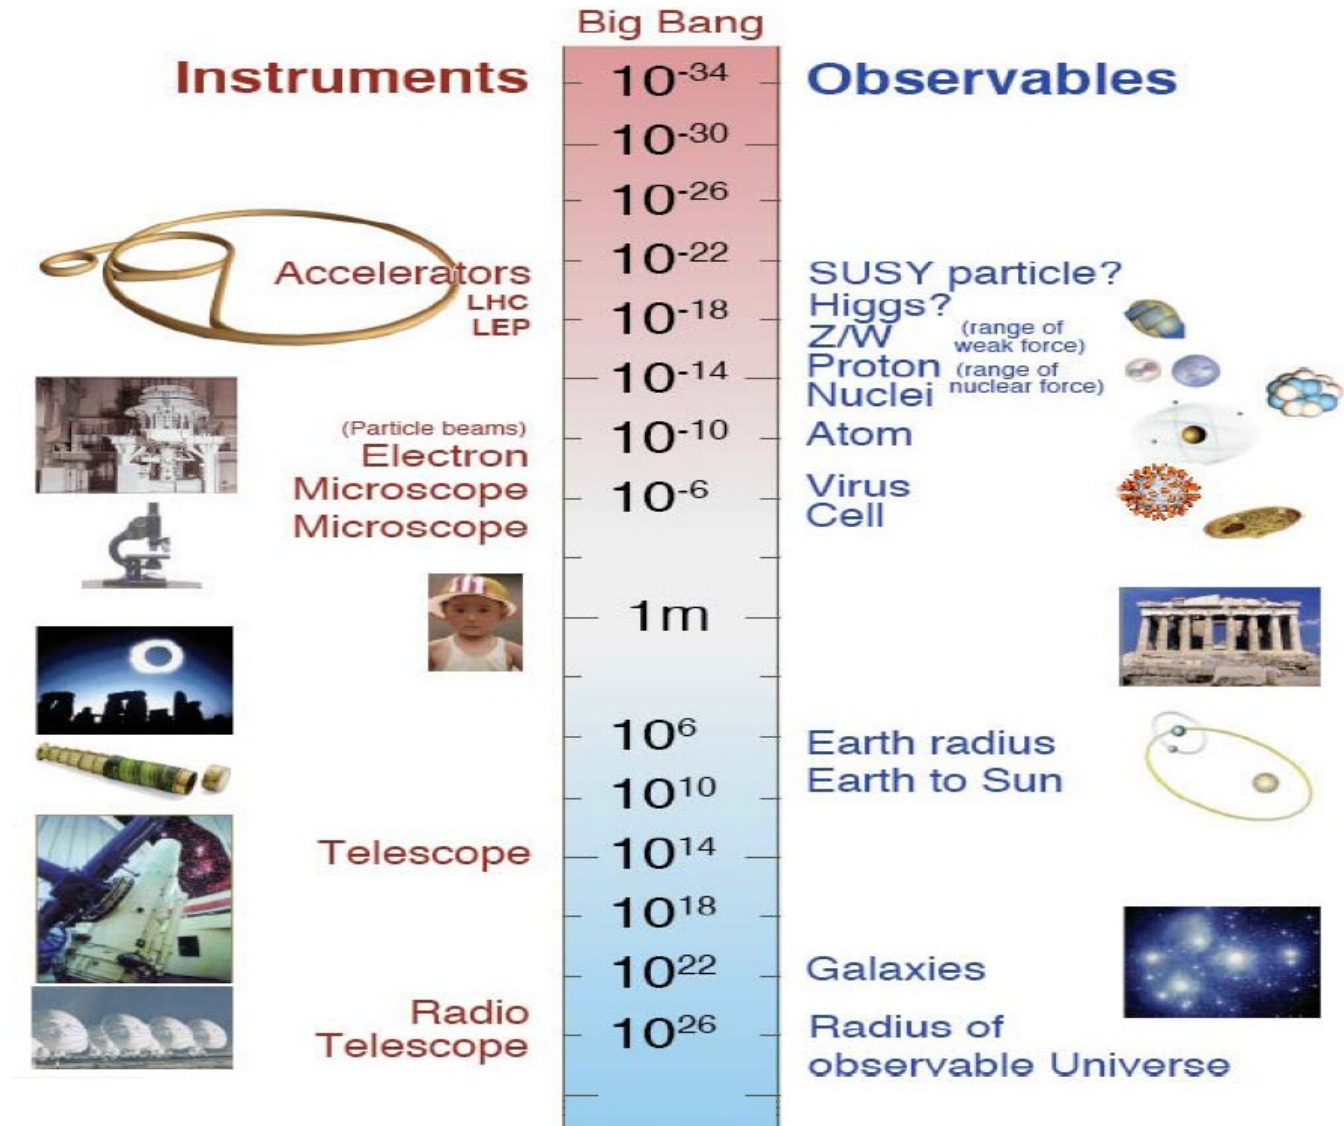 Big Bang
Instruments
10⁻³⁴
Observables
10⁻³⁰
10⁻²⁶
10⁻²²
Accelerators
LHC
LEP
SUSY particle?
Higgs?
10⁻¹⁸
Z/W (range of weak force)
Proton (range of nuclear force)
Nuclei
10⁻¹⁴
(Particle beams)
Electron
Microscope
Microscope
10⁻¹⁰
Atom
10⁻⁶
Virus
Cell
1m
10⁶
Earth radius
Earth to Sun
10¹⁰
Telescope
10¹⁴
10¹⁸
10²²
Galaxies
Radio
Telescope
10²⁶
Radius of
observable Universe